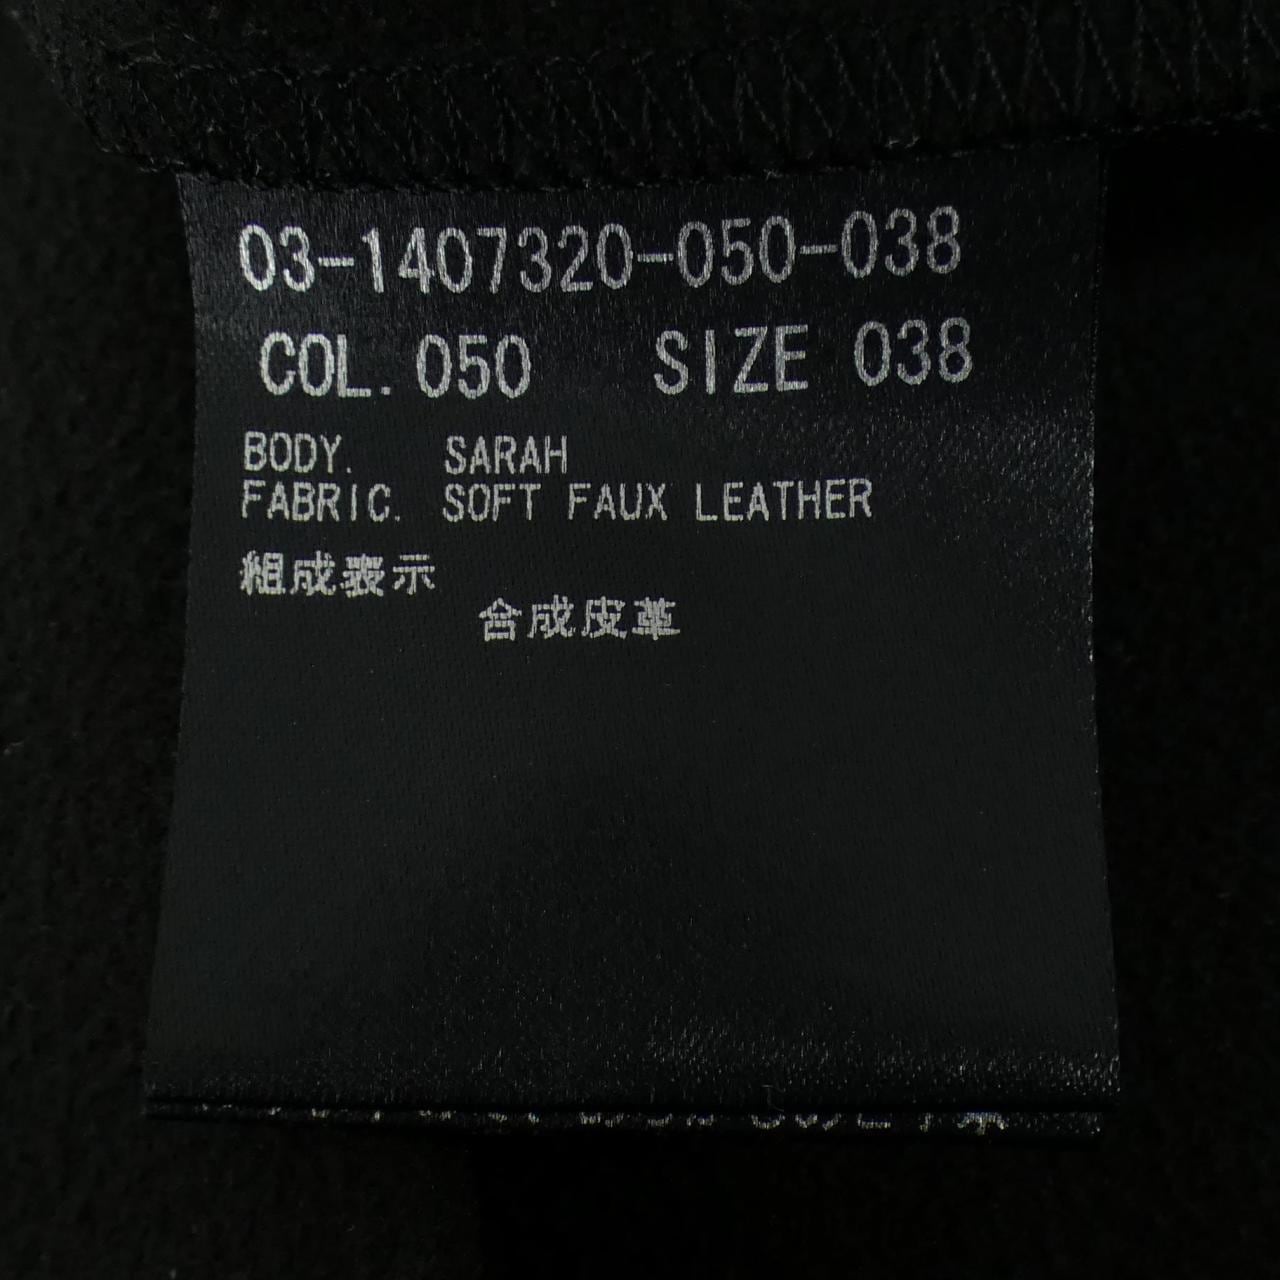 03-1407320-050-038
COL. 050 SIZE 038
BODY. SARAH
FABRIC. SOFT FAUX LEATHER
組成表示
合成皮革